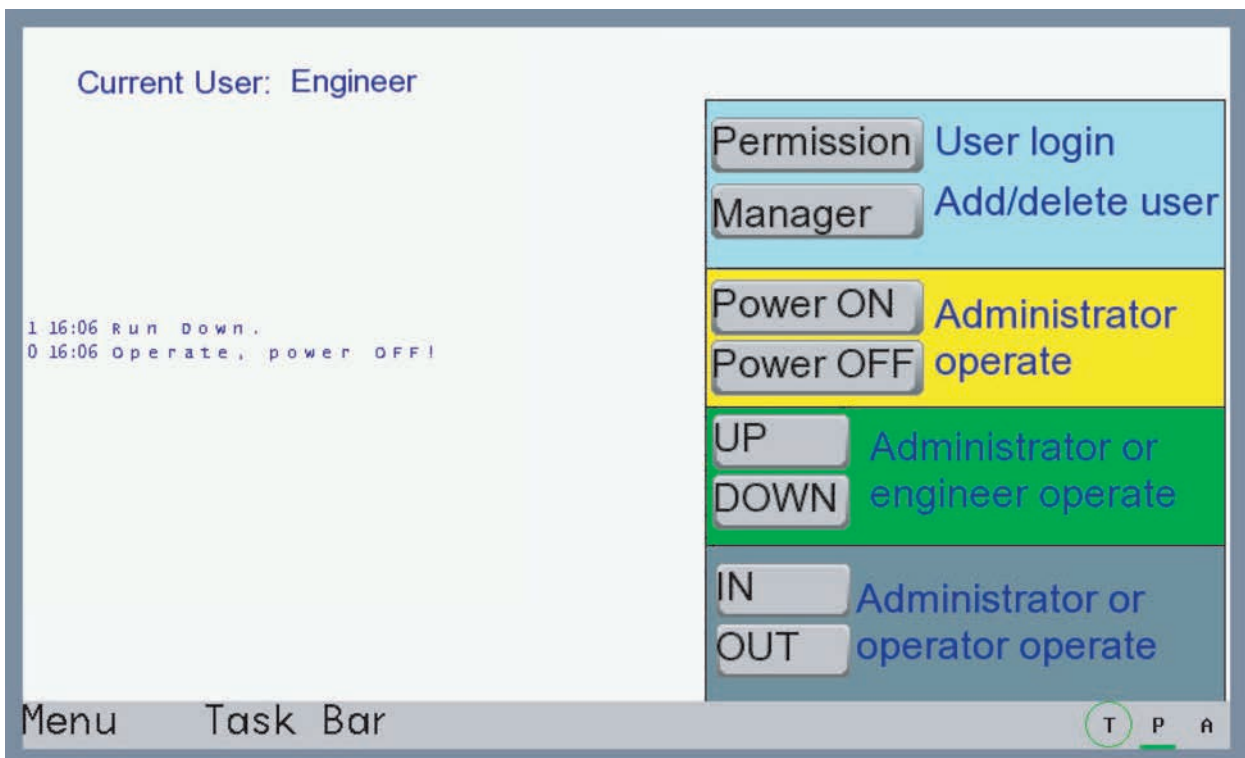 Current User: Engineer
Permission User login
Manager Add/delete user
Power ON
Power OFF
Administrator
operate
1 16:06 Run Down.
0 16:06 Operate, power OFF!
UP
DOWN
Administrator or
engineer operate
IN
OUT
Administrator or
operator operate
Menu Task Bar
T P A